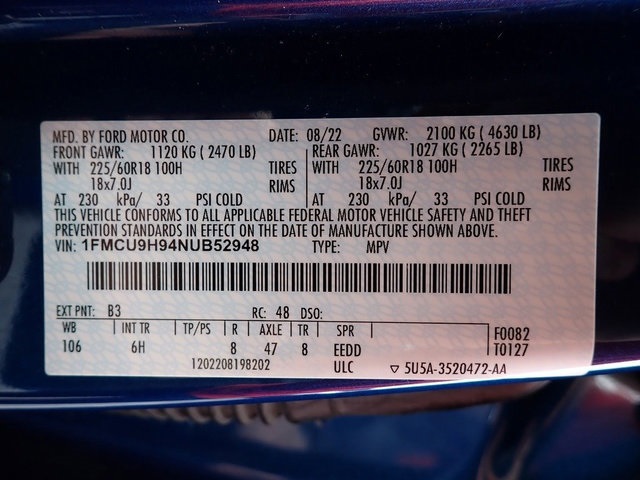 MFD. BY FORD MOTOR CO. DATE: 08/22 GVWR: 2100 KG ( 4630 LB)
FRONT GAWR: 1120 KG ( 2470 LB) REAR GAWR: 1027 KG ( 2265 LB)
WITH 225/60R18 100H TIRES WITH 225/60R18 100H TIRES
18x7.0J RIMS 18x7.0J RIMS
AT 230 kPa/ 33 PSI COLD AT 230 kPa/ 33 PSI COLD
THIS VEHICLE CONFORMS TO ALL APPLICABLE FEDERAL MOTOR VEHICLE SAFETY AND THEFT
PREVENTION STANDARDS IN EFFECT ON THE DATE OF MANUFACTURE SHOWN ABOVE.
VIN: 1FMCU9H94NUB52948 TYPE: MPV
EXT PNT: B3 RC: 48 DSO:
WB INT TR TP/PS R AXLE TR SPR F0082
106 6H 8 47 8 EEDD T0127
1202208198202 ULC ▽ 5U5A-3520472-AA